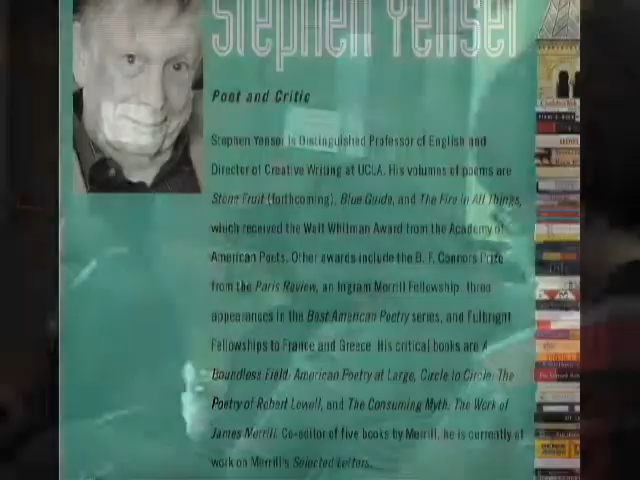 Stephen Yenser
Poet and Critic
Stephen Yenser is Distinguished Professor of English and
Director of Creative Writing at UCLA. His volumes of poems are
Stone Fruit (forthcoming), Blue Guide, and The Fire in All Things,
which received the Walt Whitman Award from the Academy of
American Poets. Other awards include the B. F. Connors Prize
from the Paris Review, an Ingram Merrill Fellowship, three
appearances in the Best American Poetry series, and Fulbright
Fellowships to France and Greece. His critical books are A
Boundless Field: American Poetry at Large, Circle to Circle: The
Poetry of Robert Lowell, and The Consuming Myth: The Work of
James Merrill. Co-editor of five books by Merrill, he is currently at
work on Merrill's Selected Letters.